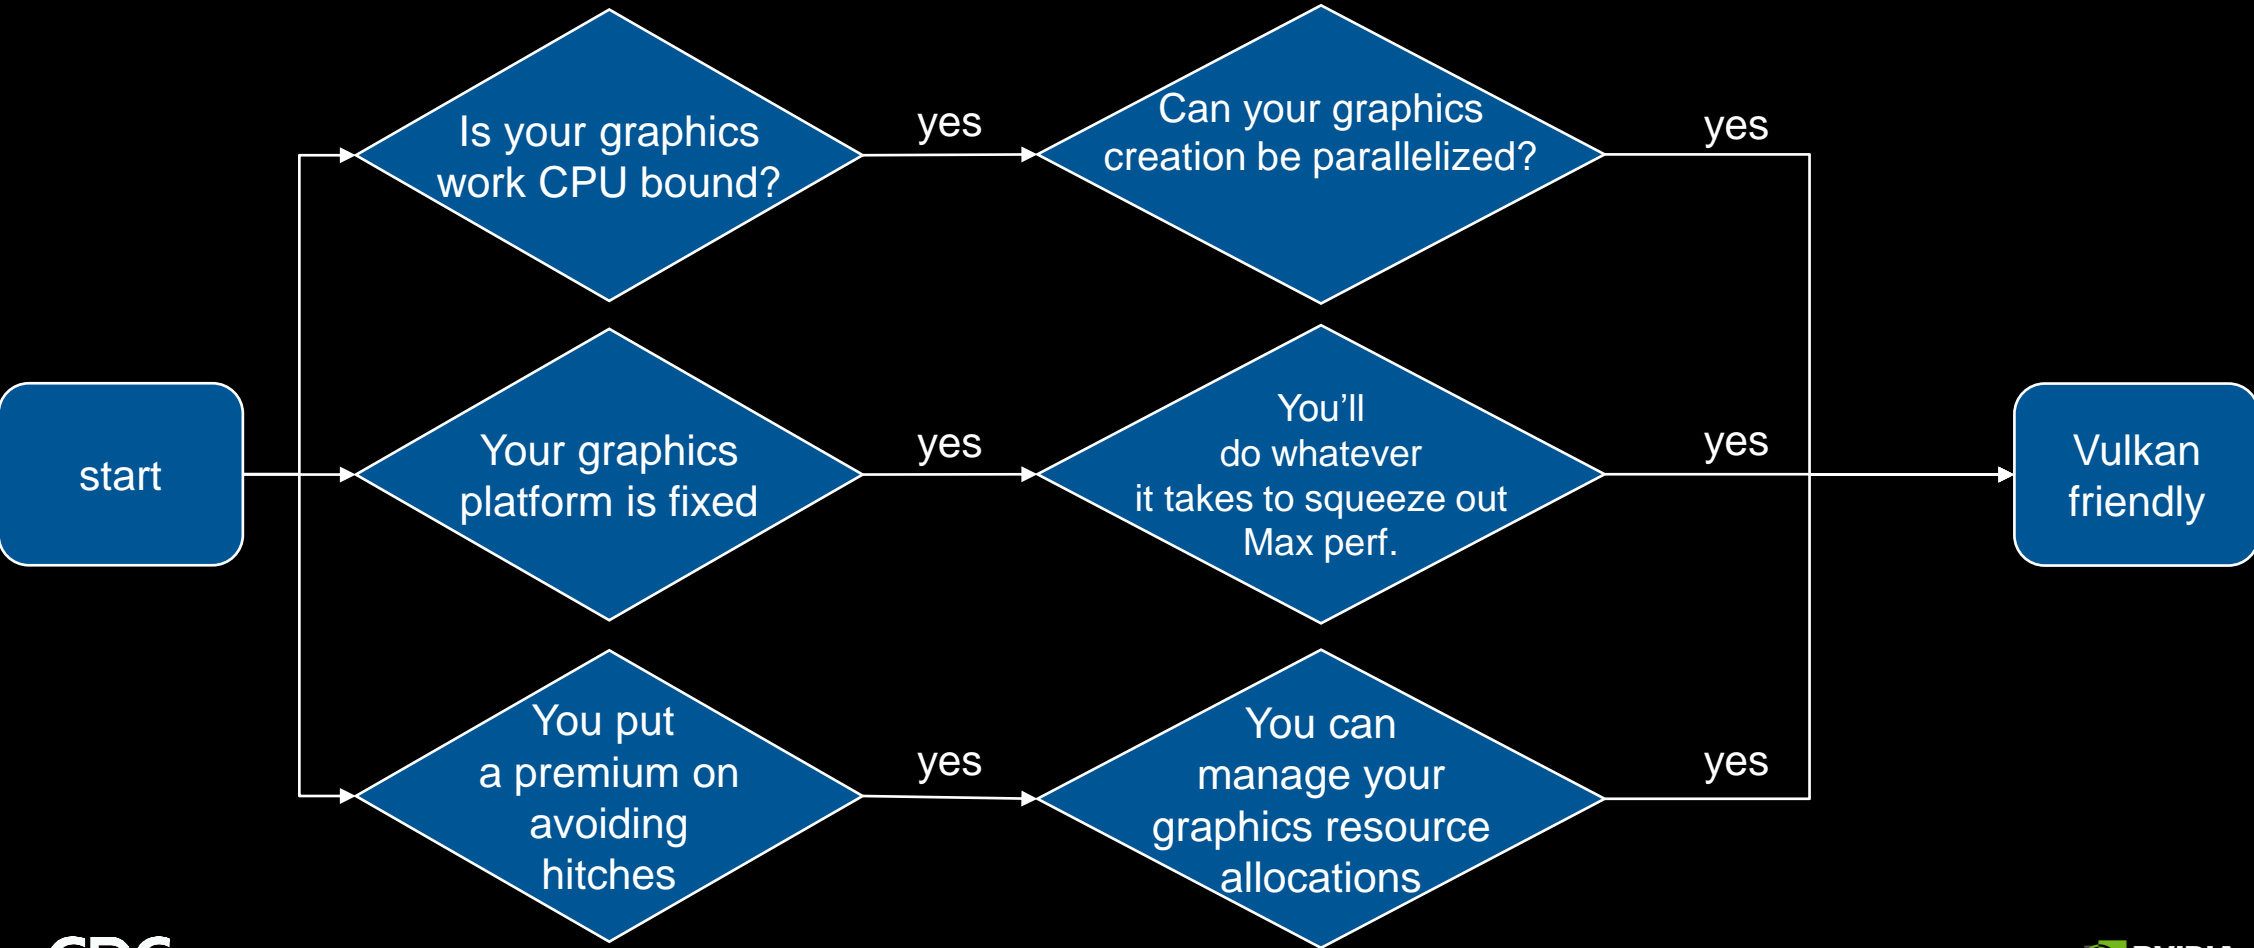 start
Is your graphics
work CPU bound?
yes
Can your graphics
creation be parallelized?
yes
Your graphics
platform is fixed
yes
You'll
do whatever
it takes to squeeze out
Max perf.
yes
You put
a premium on
avoiding
hitches
yes
You can
manage your
graphics resource
allocations
yes
Vulkan
friendly